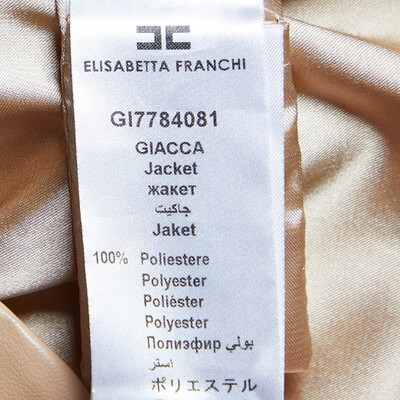 ELISABETTA FRANCHI
GI7784081
GIACCA
Jacket
жакет
جاكيت
Jaket
100% Poliestere
Polyester
Poliéster
Polyester
Полиэфир بولي
استر
ポリエステル